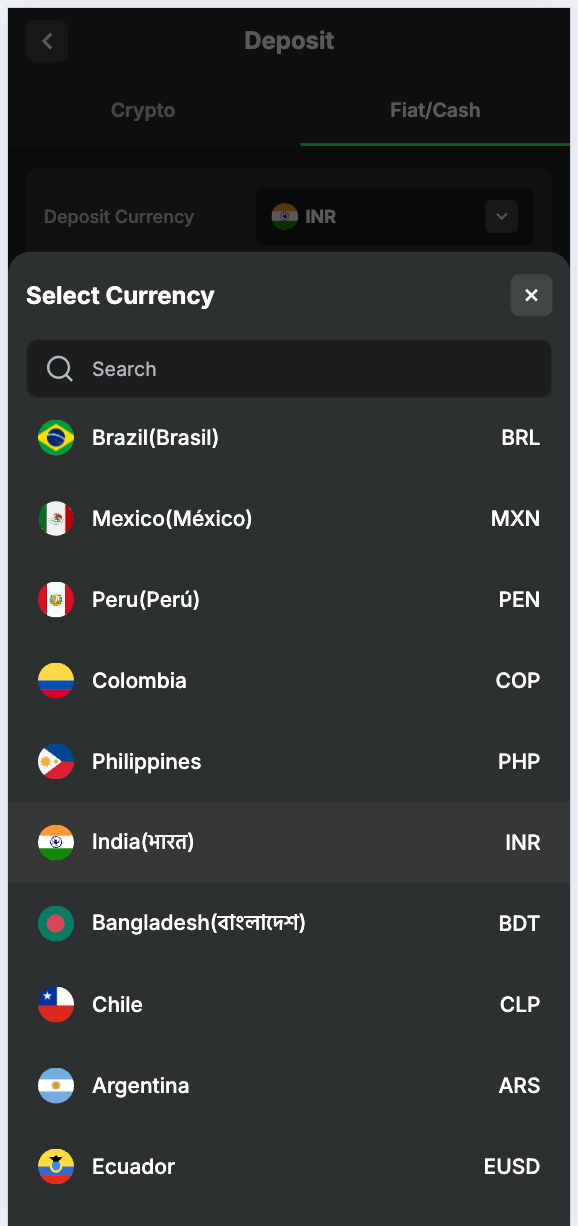 Deposit
Crypto Fiat/Cash
Deposit Currency INR
Select Currency
Search
Brazil(Brasil) BRL
Mexico(México) MXN
Peru(Perú) PEN
Colombia COP
Philippines PHP
India(भारत) INR
Bangladesh(বাংলাদেশ) BDT
Chile CLP
Argentina ARS
Ecuador EUSD